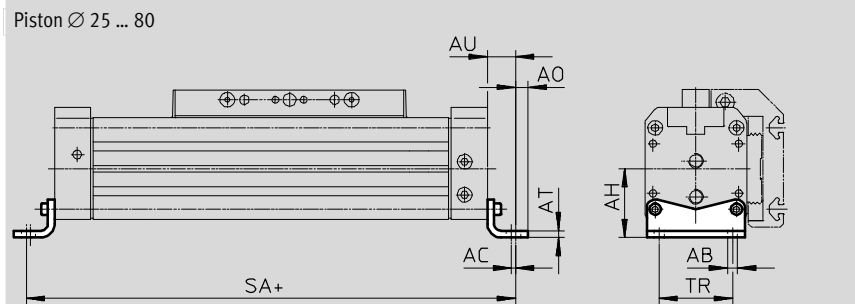 Piston ∅ 25 ... 80
AU
AO
AT
AH
AC
AB
SA+
TR